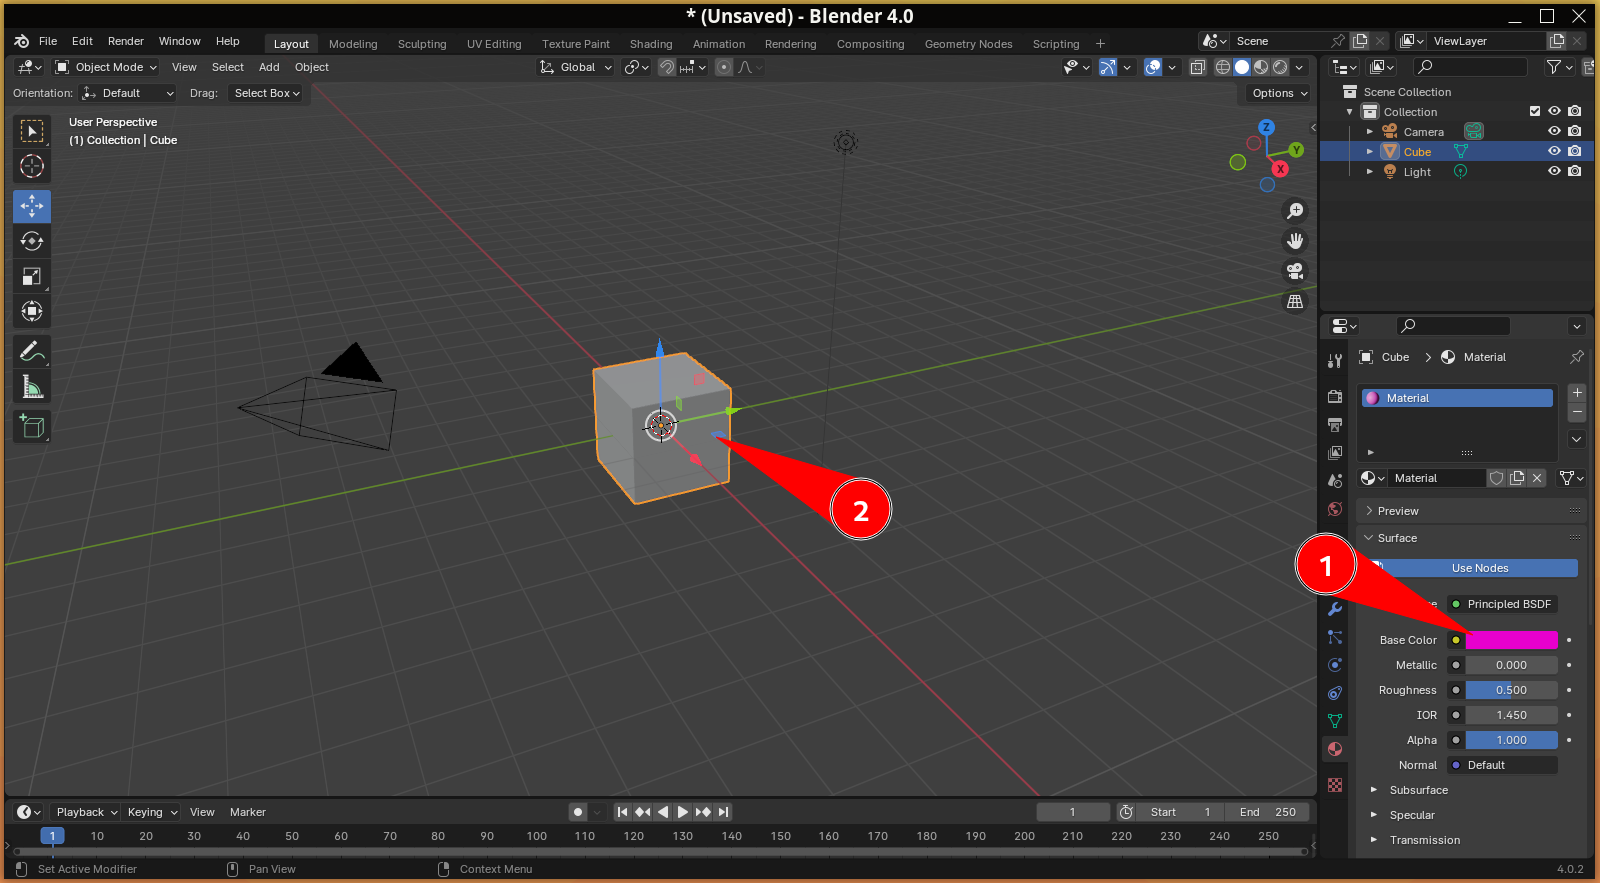 * (Unsaved) - Blender 4.0
File Edit Render Window Help Layout Modeling Sculpting UV Editing Texture Paint Shading Animation Rendering Compositing Geometry Nodes Scripting + Scene ViewLayer
Object Mode View Select Add Object Global
Orientation: Default Drag: Select Box Options
User Perspective
(1) Collection | Cube
Z
Y
X
Scene Collection
Collection
Camera
Cube
Light
Cube > Material
Material
Material
Preview
Surface
Use Nodes
Principled BSDF
Base Color
Metallic 0.000
Roughness 0.500
IOR 1.450
Alpha 1.000
Normal Default
Subsurface
Specular
Transmission
1
2
Playback Keying View Marker 1 Start 1 End 250
1 10 20 30 40 50 60 70 80 90 100 110 120 130 140 150 160 170 180 190 200 210 220 230 240 250
Set Active Modifier Pan View Context Menu 4.0.2